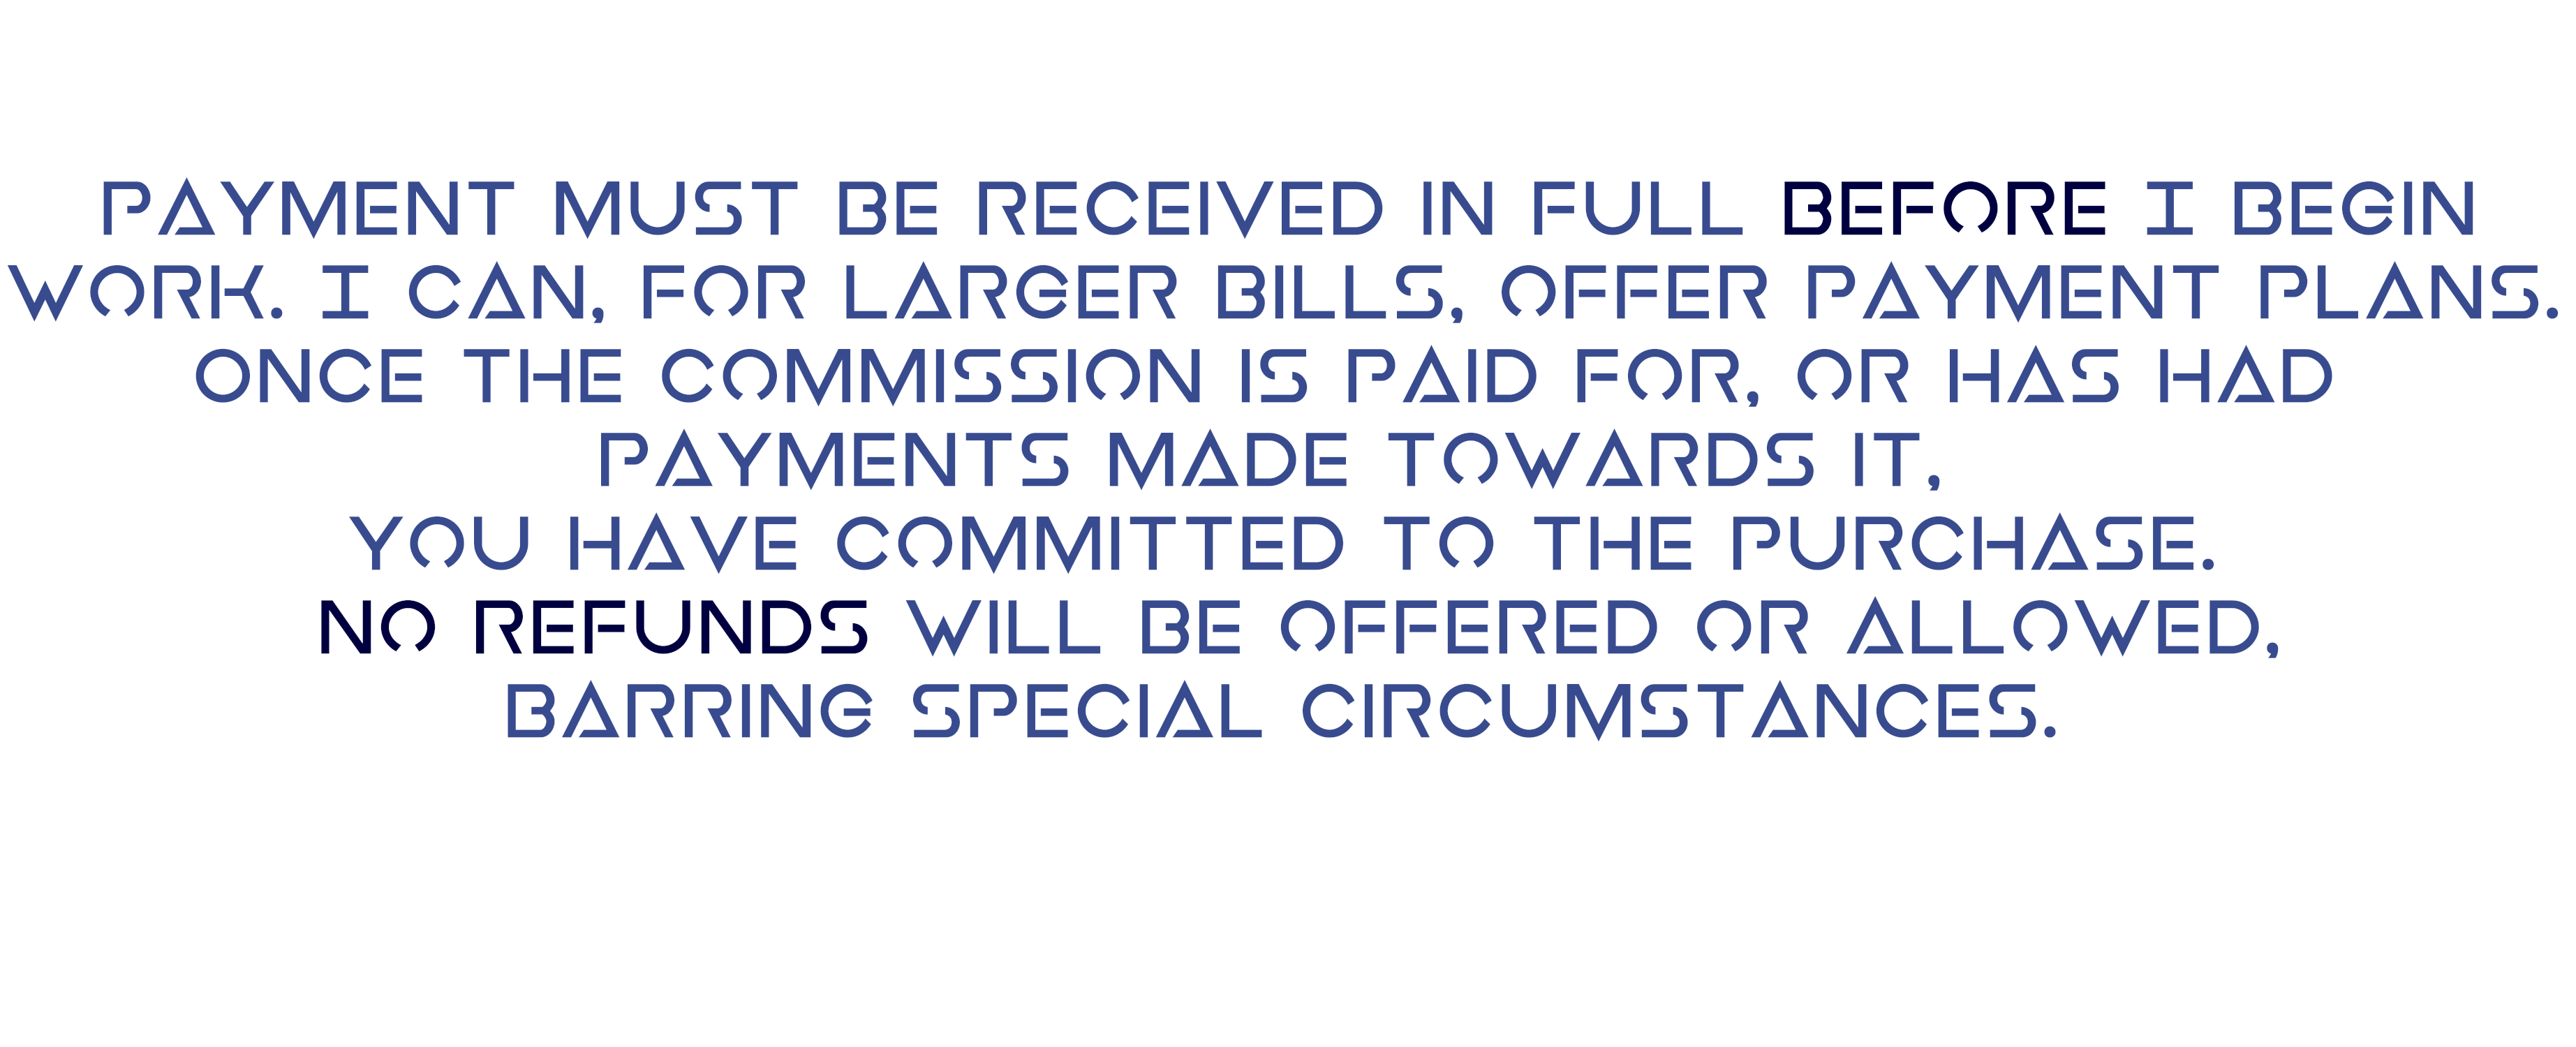 PAYMENT MUST BE RECEIVED IN FULL BEFORE I BEGIN
WORK. I CAN, FOR LARGER BILLS, OFFER PAYMENT PLANS.
ONCE THE COMMISSION IS PAID FOR, OR HAS HAD
PAYMENTS MADE TOWARDS IT,
YOU HAVE COMMITTED TO THE PURCHASE.
NO REFUNDS WILL BE OFFERED OR ALLOWED,
BARRING SPECIAL CIRCUMSTANCES.